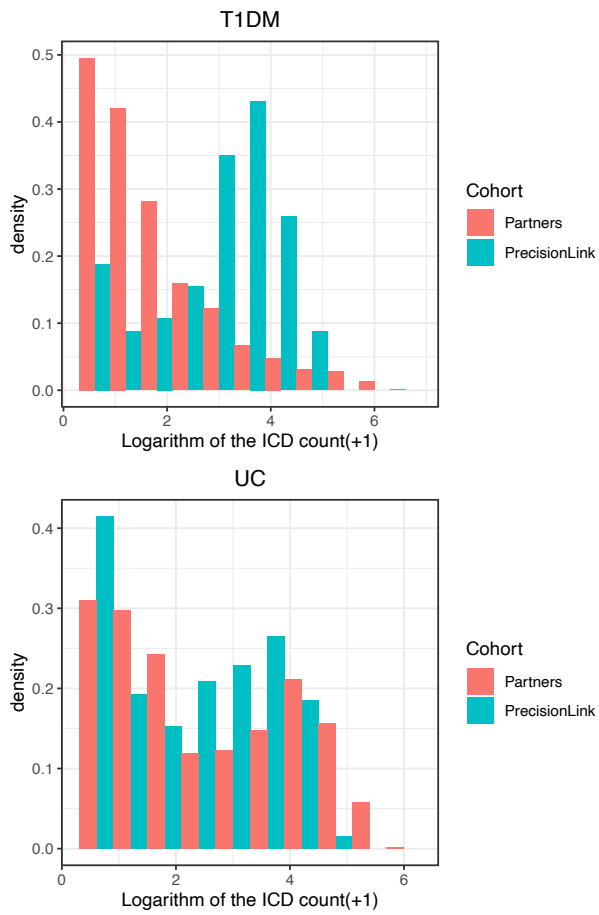 T1DM
0.5
0.4
0.3
0.2
0.1
0.0
density
0 2 4 6
Logarithm of the ICD count(+1)
Cohort
Partners
PrecisionLink
UC
0.4
0.3
0.2
0.1
0.0
density
0 2 4 6
Logarithm of the ICD count(+1)
Cohort
Partners
PrecisionLink